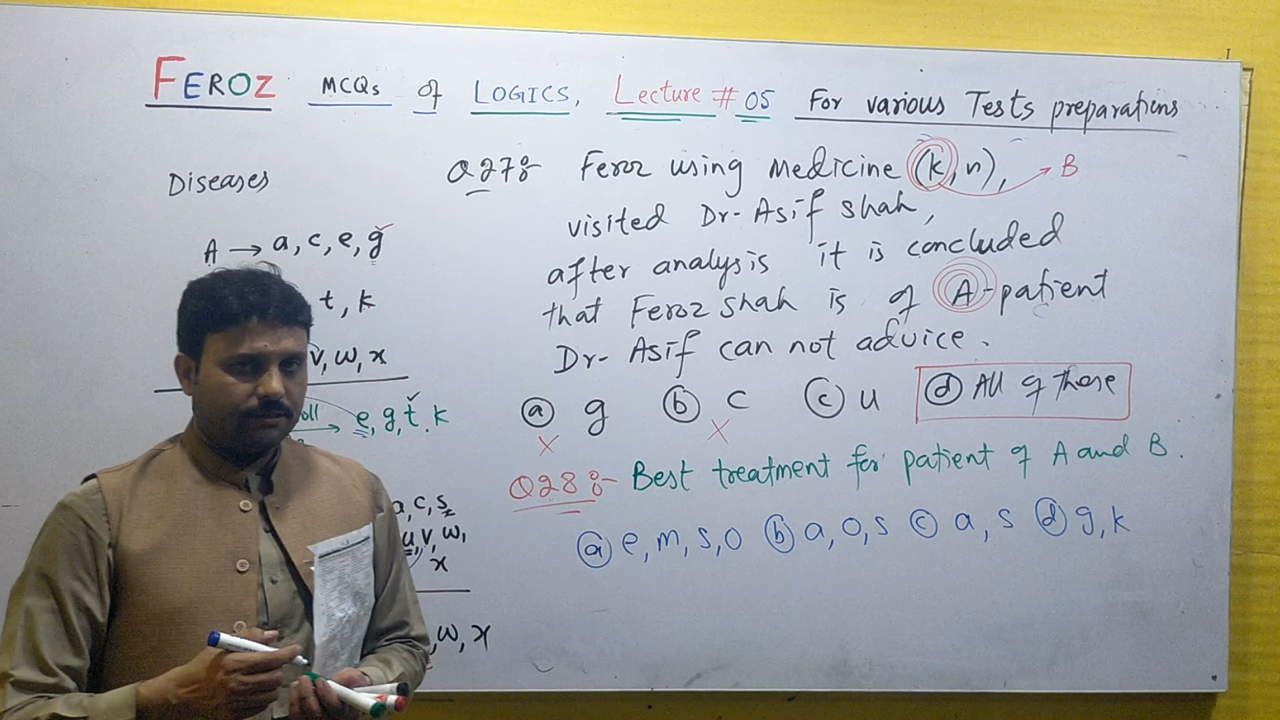 FEROZ MCQs of LOGICS, Lecture # 05 For various Tests preparations
Diseases
A → a, c, e, g
t, k
v, w, x
oll → e, g, t, k
a, c, s
u, v, w,
x
, w, x
Q27:- Feroz using medicine (k, n), → B
visited Dr-Asif shah,
after analysis it is concluded
that Feroz shah is of A-patient
Dr-Asif can not advice.
(a) g (b) c (c) u (d) All of these
Q28:- Best treatment for patient of A and B.
(a) e, m, s, o (b) a, o, s (c) a, s (d) g, k